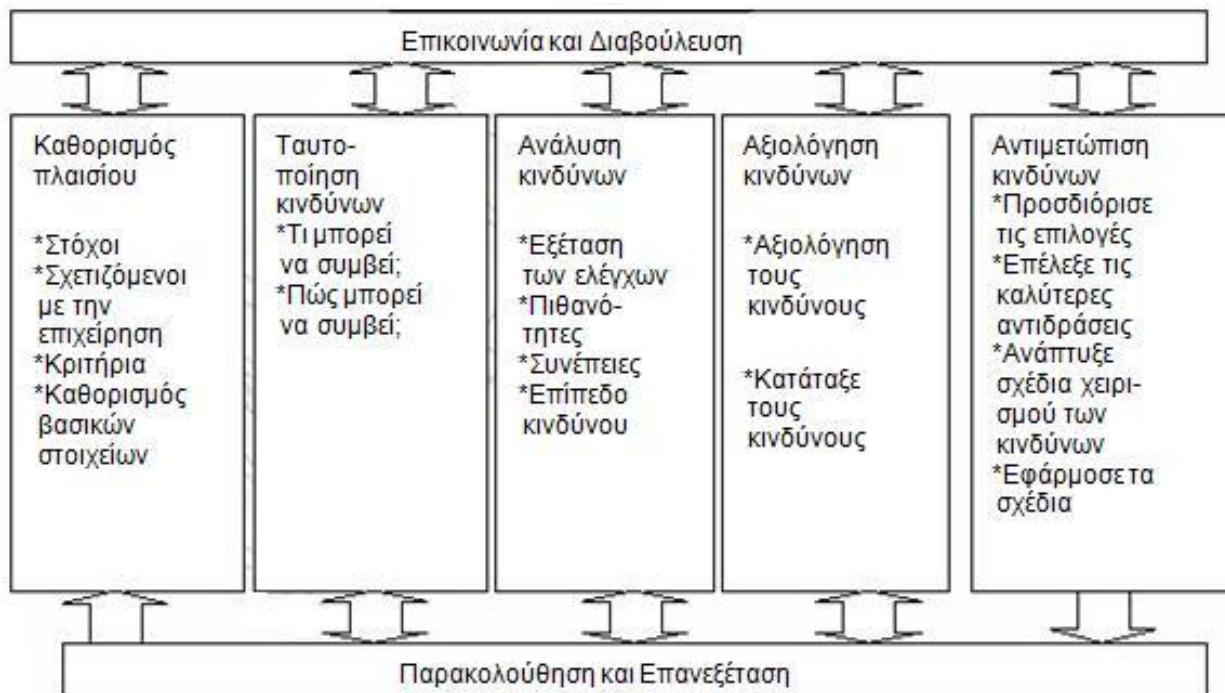 Επικοινωνία και Διαβούλευση
Καθορισμός
πλαισίου
*Στόχοι
*Σχετιζόμενοι
με την
επιχείρηση
*Κριτήρια
*Καθορισμός
βασικών
στοιχείων
Ταυτο-
ποίηση
κινδύνων
*Τι μπορεί
να συμβεί;
*Πώς μπορεί
να συμβεί;
Ανάλυση
κινδύνων
*Εξέταση
των ελέγχων
*Πιθανό-
τητες
*Συνέπειες
*Επίπεδο
κινδύνου
Αξιολόγηση
κινδύνων
*Αξιολόγηση
τους
κινδύνους
*Κατάταξε
τους
κινδύνους
Αντιμετώπιση
κινδύνων
*Προσδιόρισε
τις επιλογές
*Επέλεξε τις
καλύτερες
αντιδράσεις
*Ανάπτυξε
σχέδια χειρι-
σμού των
κινδύνων
*Εφάρμοσε τα
σχέδια
Παρακολούθηση και Επανεξέταση